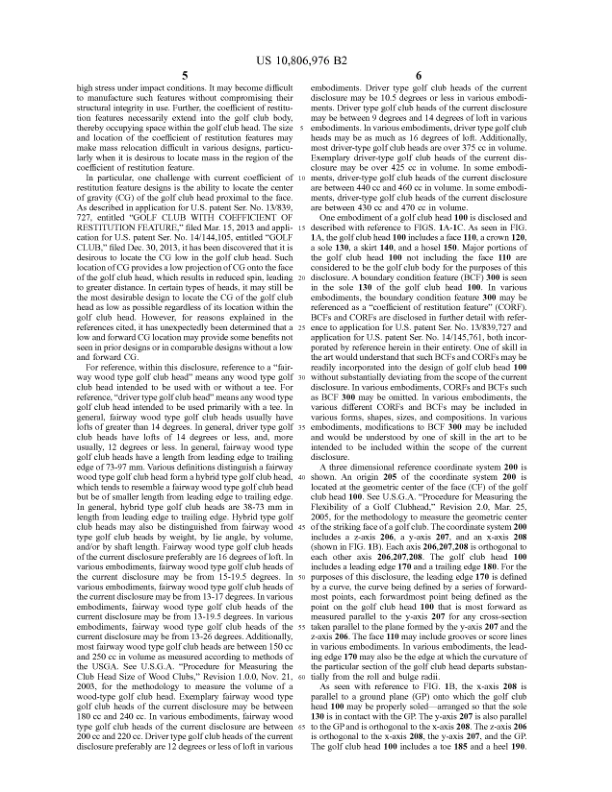 US 10,806,976 B2
5
high stress under impact conditions. It may become difficult
to manufacture such features without compromising their
structural integrity in use. Further, the coefficient of restitu-
tion features necessarily extend into the golf club body,
thereby occupying space within the golf club head. The size
and location of the coefficient of restitution features may
make mass relocation difficult in various designs, particu-
larly when it is desirous to locate mass in the region of the
coefficient of restitution feature.
In particular, one challenge with current coefficient of
restitution feature designs is the ability to locate the center
of gravity (CG) of the golf club head proximal to the face.
As described in application for U.S. patent Ser. No. 13/839,
727, entitled “GOLF CLUB WITH COEFFICIENT OF
RESTITUTION FEATURE,” filed Mar. 15, 2013 and appli-
cation for U.S. patent Ser. No. 14/144,105, entitled “GOLF
CLUB,” filed Dec. 30, 2013, it has been discovered that it is
desirous to locate the CG low in the golf club head. Such
location of CG provides a low projection of CG onto the face
of the golf club head, which results in reduced spin, leading
to greater distance. In certain types of heads, it may still be
the most desirable design to locate the CG of the golf club
head as low as possible regardless of its location within the
golf club head. However, for reasons explained in the
references cited, it has unexpectedly been determined that a
low and forward CG location may provide some benefits not
seen in prior designs or in comparable designs without a low
and forward CG.
For reference, within this disclosure, reference to a “fair-
way wood type golf club head” means any wood type golf
club head intended to be used with or without a tee. For
reference, “driver type golf club head” means any wood type
golf club head intended to be used primarily with a tee. In
general, fairway wood type golf club heads usually have
lofts of greater than 14 degrees. In general, driver type golf
club heads have lofts of 14 degrees or less, and, more
usually, 12 degrees or less. In general, fairway wood type
golf club heads have a length from leading edge to trailing
edge of 73-97 mm. Various definitions distinguish a fairway
wood type golf club head form a hybrid type golf club head,
which tends to resemble a fairway wood type golf club head
but be of smaller length from leading edge to trailing edge.
In general, hybrid type golf club heads are 38-73 mm in
length from leading edge to trailing edge. Hybrid type golf
club heads may also be distinguished from fairway wood
type golf club heads by weight, by lie angle, by volume,
and/or by shaft length. Fairway wood type golf club heads
of the current disclosure preferably are 16 degrees of loft. In
various embodiments, fairway wood type golf club heads of
the current disclosure may be from 15-19.5 degrees. In
various embodiments, fairway wood type golf club heads of
the current disclosure may be from 13-17 degrees. In various
embodiments, fairway wood type golf club heads of the
current disclosure may be from 13-19.5 degrees. In various
embodiments, fairway wood type golf club heads of the
current disclosure may be from 13-26 degrees. Additionally,
most fairway wood type golf club heads are between 150 cc
and 250 cc in volume as measured according to methods of
the USGA. See U.S.G.A. “Procedure for Measuring the
Club Head Size of Wood Clubs,” Revision 1.0.0, Nov. 21,
2003, for the methodology to measure the volume of a
wood-type golf club head. Exemplary fairway wood type
golf club heads of the current disclosure may be between
180 cc and 240 cc. In various embodiments, fairway wood
type golf club heads of the current disclosure are between
200 cc and 220 cc. Driver type golf club heads of the current
disclosure preferably are 12 degrees or less of loft in various
5
10
15
20
25
30
35
40
45
50
55
60
65
6
embodiments. Driver type golf club heads of the current
disclosure may be 10.5 degrees or less in various embodi-
ments. Driver type golf club heads of the current disclosure
may be between 9 degrees and 14 degrees of loft in various
embodiments. In various embodiments, driver type golf club
heads may be as much as 16 degrees of loft. Additionally,
most driver-type golf club heads are over 375 cc in volume.
Exemplary driver-type golf club heads of the current dis-
closure may be over 425 cc in volume. In some embodi-
ments, driver-type golf club heads of the current disclosure
are between 440 cc and 460 cc in volume. In some embodi-
ments, driver-type golf club heads of the current disclosure
are between 430 cc and 470 cc in volume.
One embodiment of a golf club head 100 is disclosed and
described with reference to FIGS. 1A-1C. As seen in FIG.
1A, the golf club head 100 includes a face 110, a crown 120,
a sole 130, a skirt 140, and a hosel 150. Major portions of
the golf club head 100 not including the face 110 are
considered to be the golf club body for the purposes of this
disclosure. A boundary condition feature (BCF) 300 is seen
in the sole 130 of the golf club head 100. In various
embodiments, the boundary condition feature 300 may be
referenced as a “coefficient of restitution feature” (CORF).
BCFs and CORFs are disclosed in further detail with refer-
ence to application for U.S. patent Ser. No. 13/839,727 and
application for U.S. patent Ser. No. 14/145,761, both incor-
porated by reference herein in their entirety. One of skill in
the art would understand that such BCFs and CORFs may be
readily incorporated into the design of golf club head 100
without substantially deviating from the scope of the current
disclosure. In various embodiments, CORFs and BCFs such
as BCF 300 may be omitted. In various embodiments, the
various different CORFs and BCFs may be included in
various forms, shapes, sizes, and compositions. In various
embodiments, modifications to BCF 300 may be included
and would be understood by one of skill in the art to be
intended to be included within the scope of the current
disclosure.
A three dimensional reference coordinate system 200 is
shown. An origin 205 of the coordinate system 200 is
located at the geometric center of the face (CF) of the golf
club head 100. See U.S.G.A. “Procedure for Measuring the
Flexibility of a Golf Clubhead,” Revision 2.0, Mar. 25,
2005, for the methodology to measure the geometric center
of the striking face of a golf club. The coordinate system 200
includes a z-axis 206, a y-axis 207, and an x-axis 208
(shown in FIG. 1B). Each axis 206,207,208 is orthogonal to
each other axis 206,207,208. The golf club head 100
includes a leading edge 170 and a trailing edge 180. For the
purposes of this disclosure, the leading edge 170 is defined
by a curve, the curve being defined by a series of forward-
most points, each forwardmost point being defined as the
point on the golf club head 100 that is most forward as
measured parallel to the y-axis 207 for any cross-section
taken parallel to the plane formed by the y-axis 207 and the
z-axis 206. The face 110 may include grooves or score lines
in various embodiments. In various embodiments, the lead-
ing edge 170 may also be the edge at which the curvature of
the particular section of the golf club head departs substan-
tially from the roll and bulge radii.
As seen with reference to FIG. 1B, the x-axis 208 is
parallel to a ground plane (GP) onto which the golf club
head 100 may be properly soled—arranged so that the sole
130 is in contact with the GP. The y-axis 207 is also parallel
to the GP and is orthogonal to the x-axis 208. The z-axis 206
is orthogonal to the x-axis 208, the y-axis 207, and the GP.
The golf club head 100 includes a toe 185 and a heel 190.